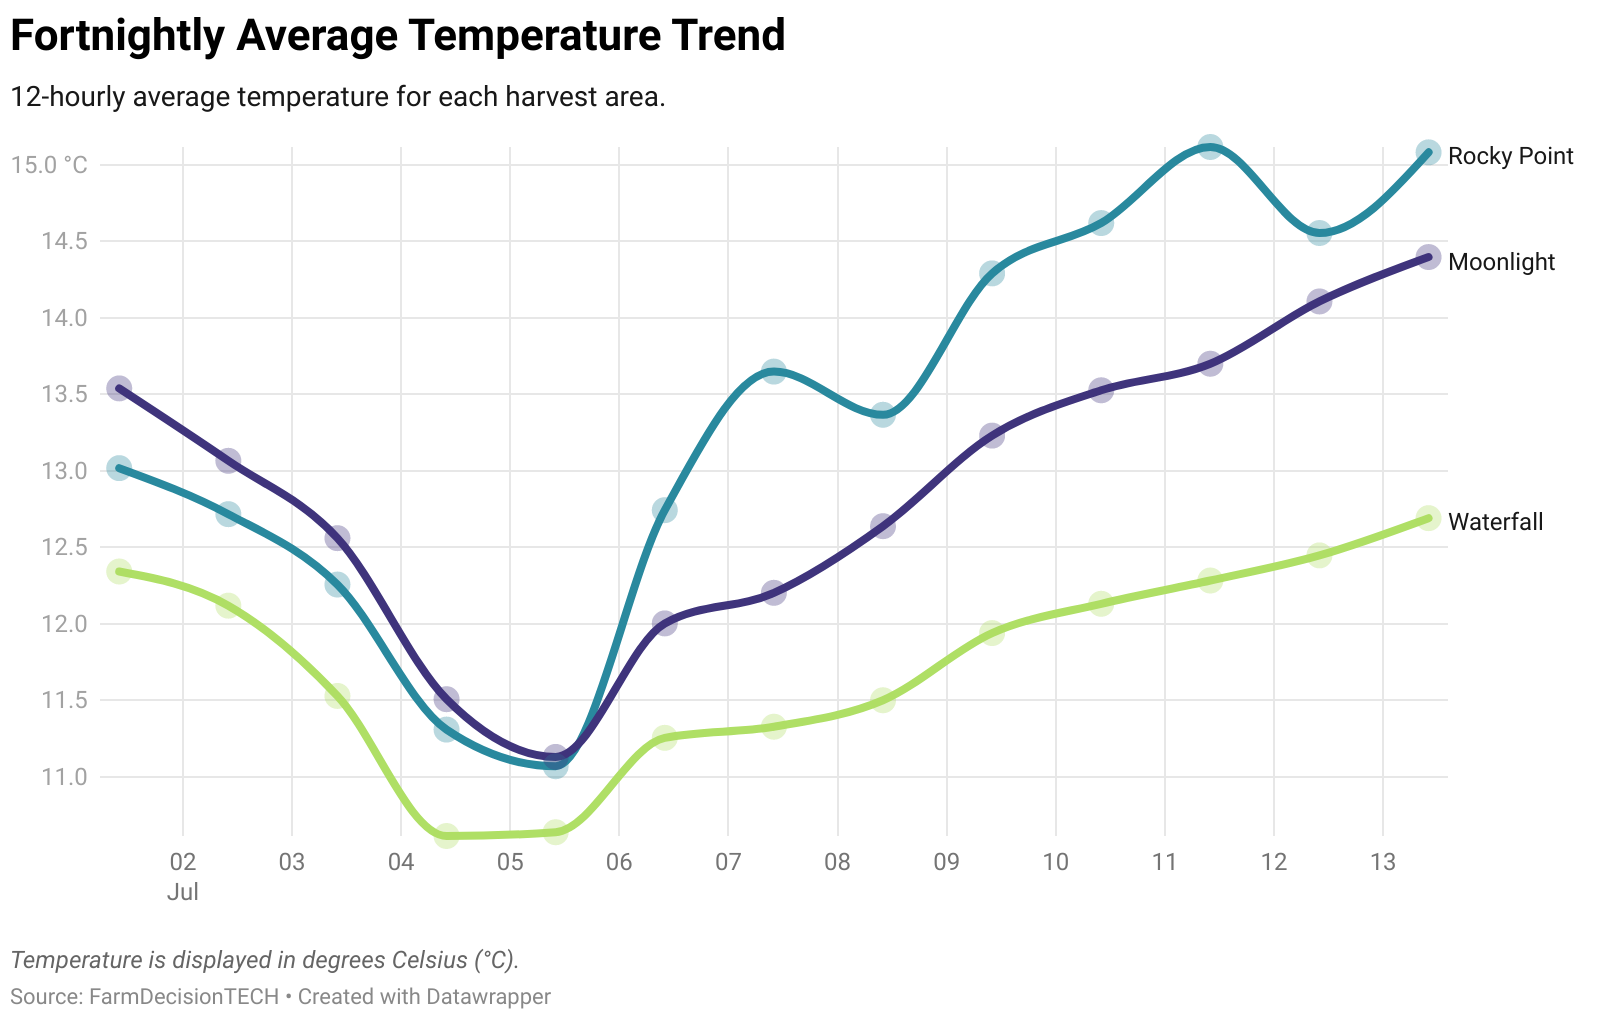 Fortnightly Average Temperature Trend
12-hourly average temperature for each harvest area.
15.0 °C
14.5
14.0
13.5
13.0
12.5
12.0
11.5
11.0
Rocky Point
Moonlight
Waterfall
02 03 04 05 06 07 08 09 10 11 12 13
Jul
Temperature is displayed in degrees Celsius (°C).
Source: FarmDecisionTECH • Created with Datawrapper